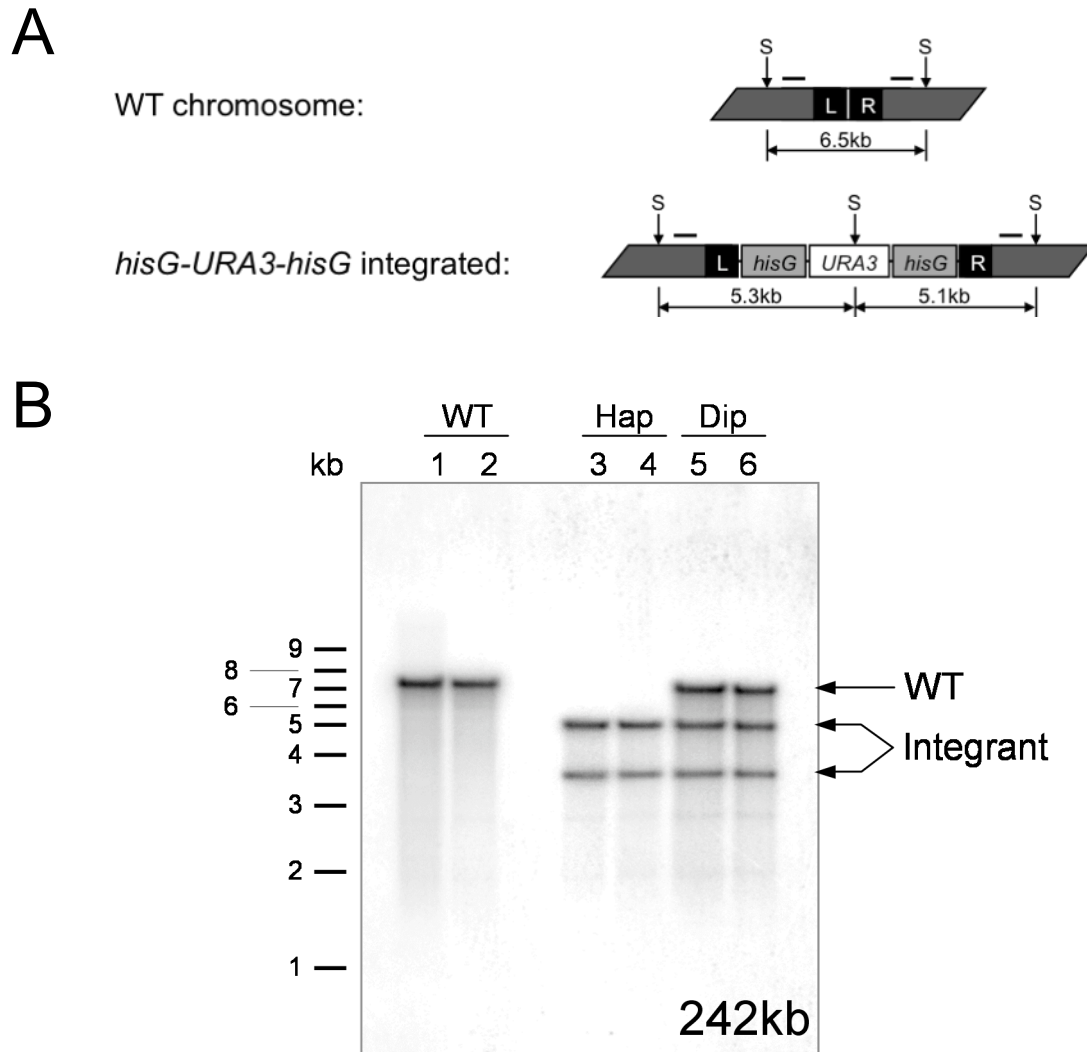 A
S S
WT chromosome:
L R
6.5kb
S S S
hisG-URA3-hisG integrated:
L hisG URA3 hisG R
5.3kb 5.1kb
B
WT Hap Dip
kb 1 2 3 4 5 6
9
8
7
6
5
4
3
2
1
WT
Integrant
242kb